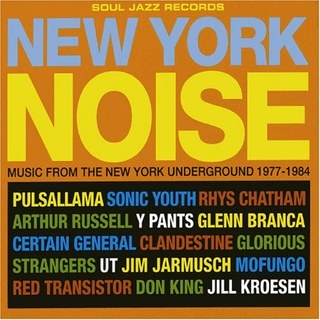 SOUL JAZZ RECORDS
NEW YORK
NOISE
MUSIC FROM THE NEW YORK UNDERGROUND 1977-1984
PULSALLAMA SONIC YOUTH RHYS CHATHAM
ARTHUR RUSSELL Y PANTS GLENN BRANCA
CERTAIN GENERAL CLANDESTINE GLORIOUS
STRANGERS UT JIM JARMUSCH MOFUNGO
RED TRANSISTOR DON KING JILL KROESEN